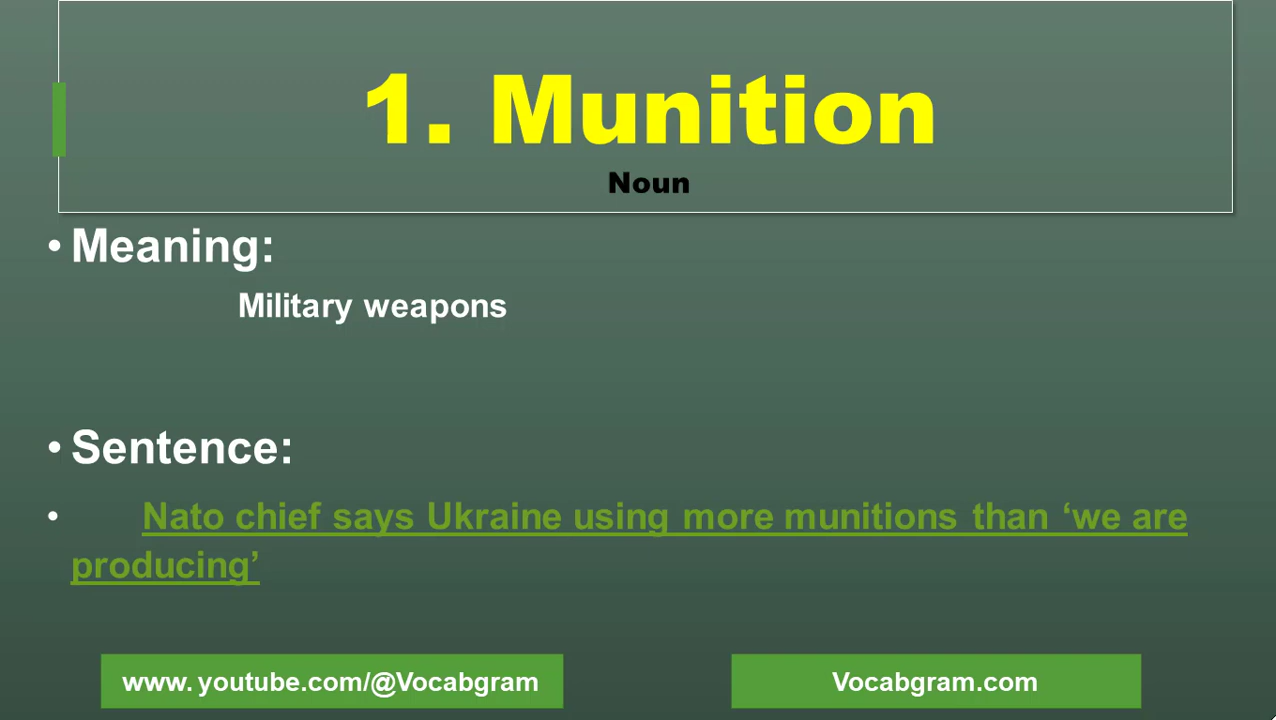 1. Munition
Noun
• Meaning:
Military weapons
• Sentence:
• Nato chief says Ukraine using more munitions than ‘we are
producing’
www. youtube.com/@Vocabgram
Vocabgram.com